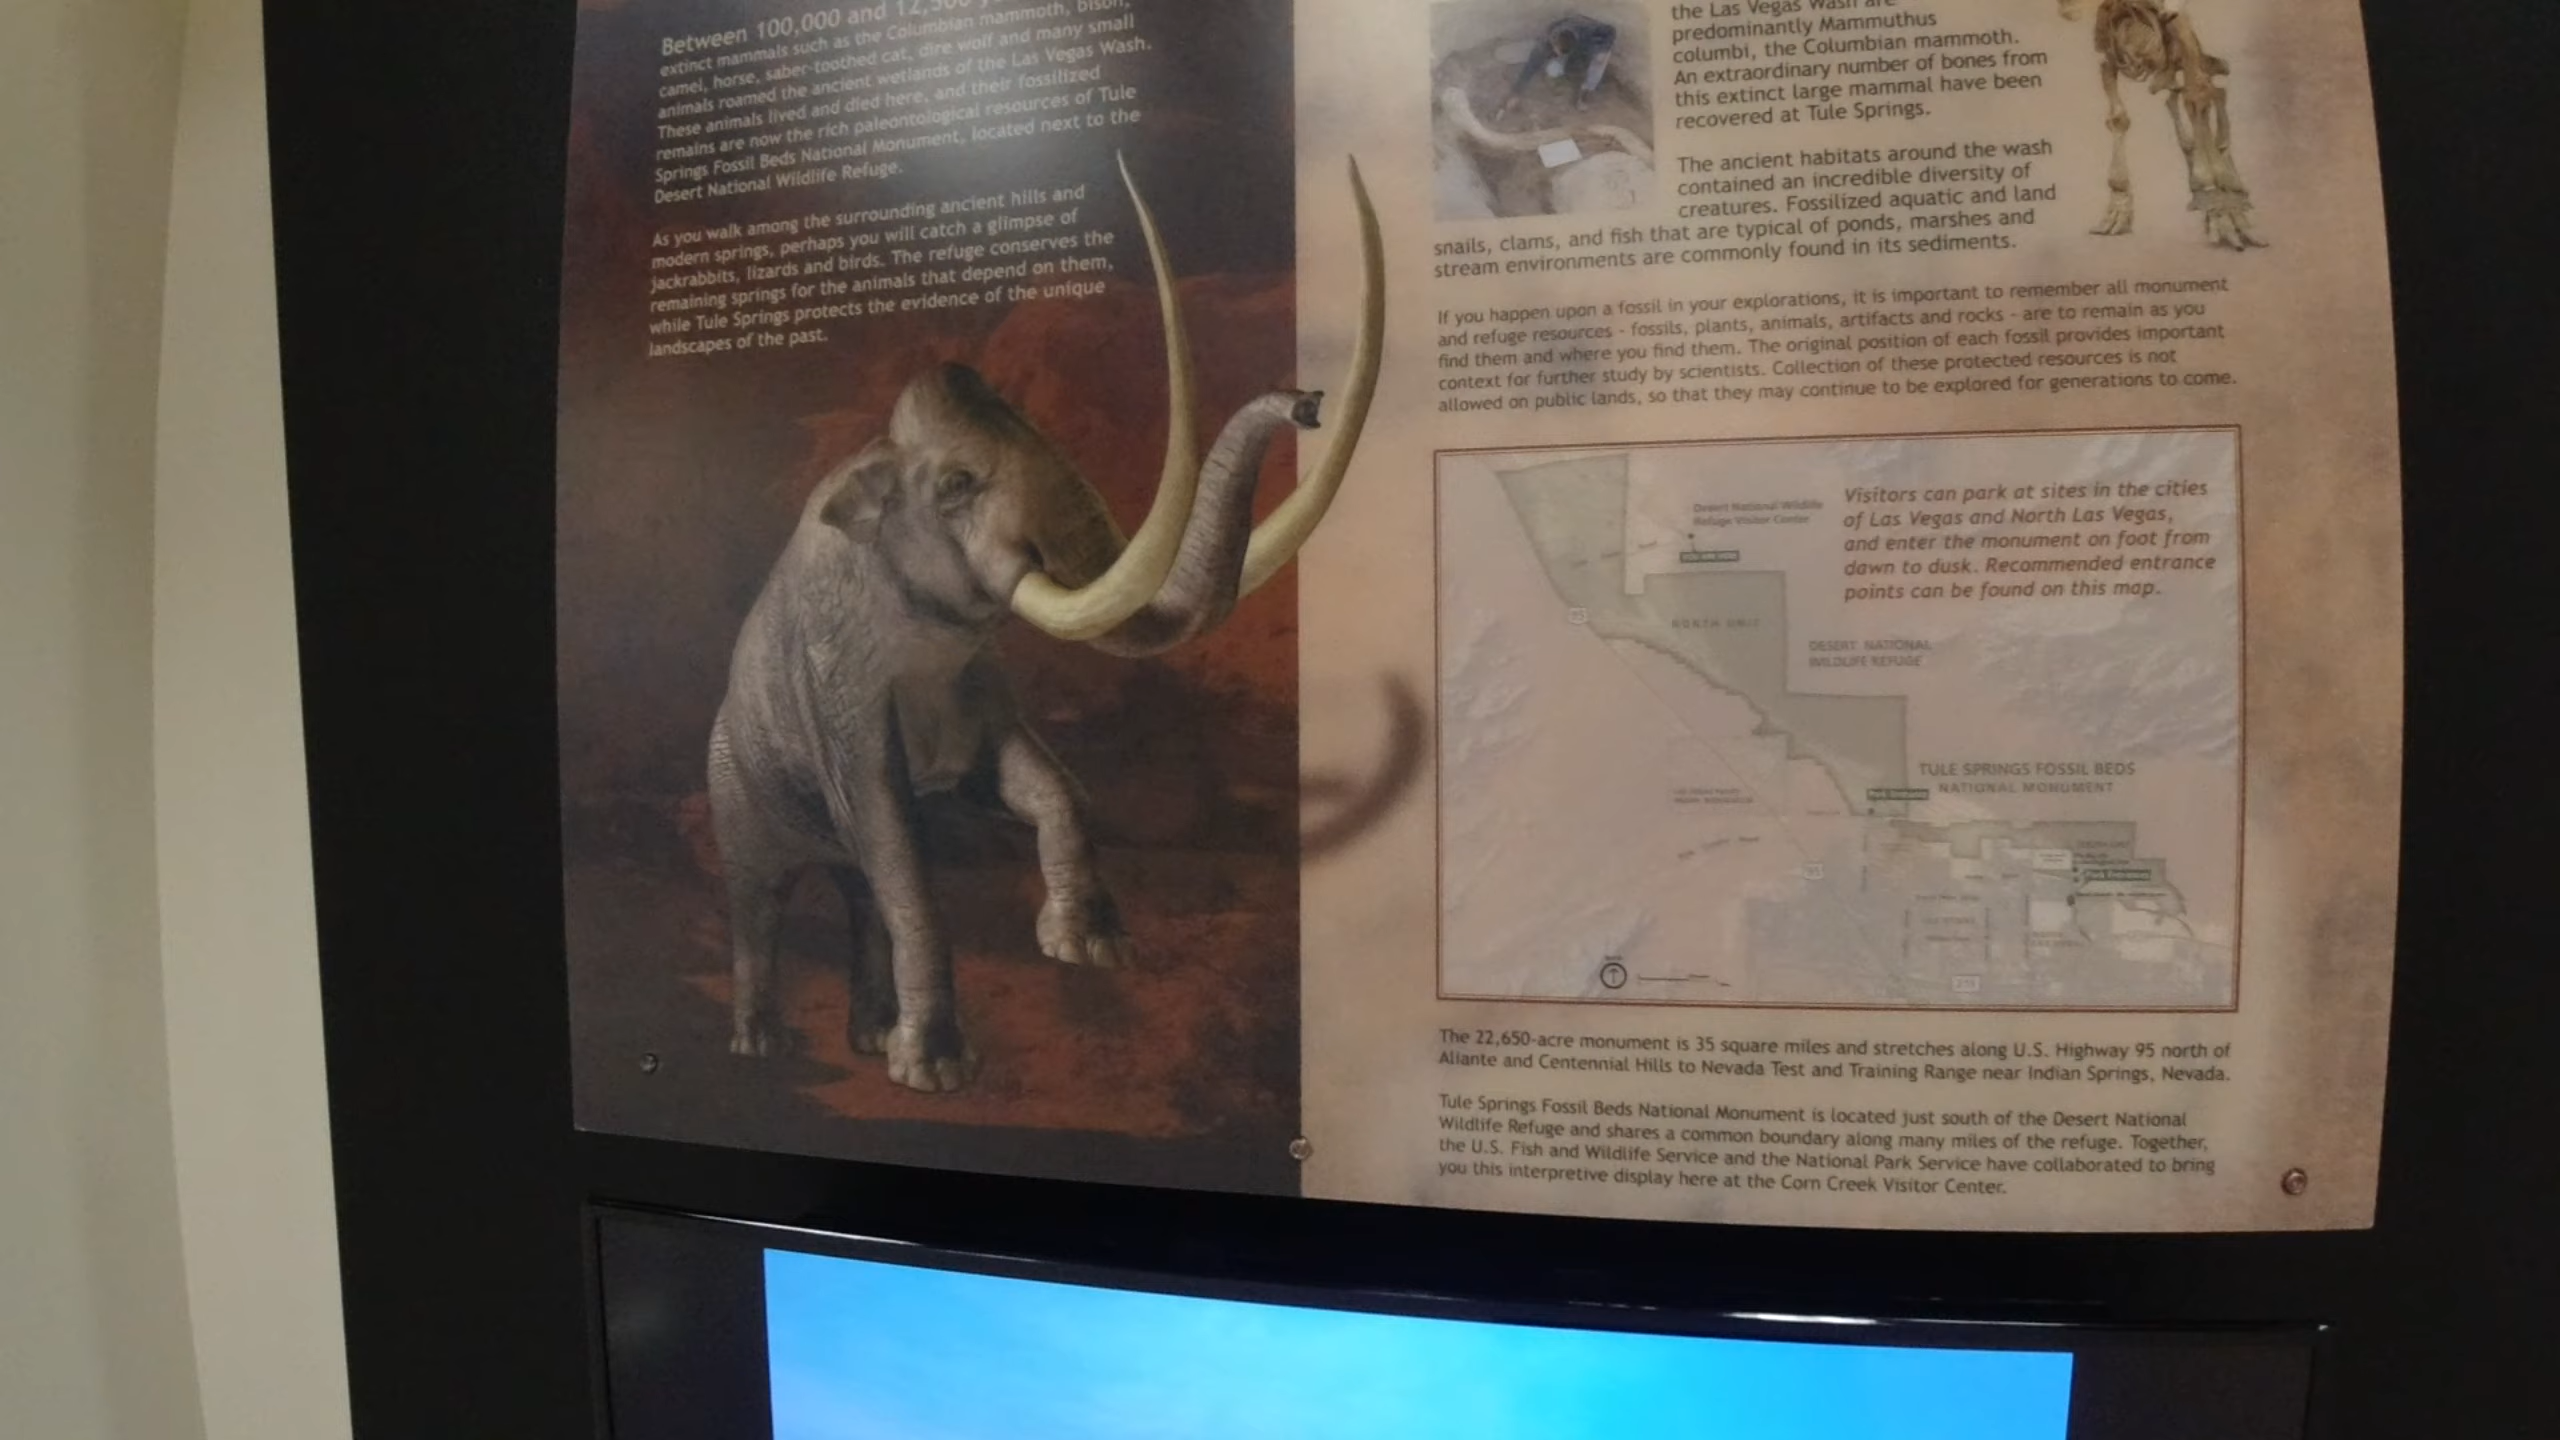 Between 100,000 and 12,500
extinct mammals such as the Columbian mammoth, bison,
camel, horse, saber-toothed cat, dire wolf and many small
animals roamed the ancient wetlands of the Las Vegas Wash.
These animals lived and died here, and their fossilized
remains are now the rich paleontological resources of Tule
Springs Fossil Beds National Monument, located next to the
Desert National Wildlife Refuge.
As you walk among the surrounding ancient hills and
modern springs, perhaps you will catch a glimpse of
jackrabbits, lizards and birds. The refuge conserves the
remaining springs for the animals that depend on them,
while Tule Springs protects the evidence of the unique
landscapes of the past.
the Las Vegas Wash are
predominantly Mammuthus
columbi, the Columbian mammoth.
An extraordinary number of bones from
this extinct large mammal have been
recovered at Tule Springs.
The ancient habitats around the wash
contained an incredible diversity of
creatures. Fossilized aquatic and land
snails, clams, and fish that are typical of ponds, marshes and
stream environments are commonly found in its sediments.
If you happen upon a fossil in your explorations, it is important to remember all monument
and refuge resources - fossils, plants, animals, artifacts and rocks - are to remain as you
find them and where you find them. The original position of each fossil provides important
context for further study by scientists. Collection of these protected resources is not
allowed on public lands, so that they may continue to be explored for generations to come.
Visitors can park at sites in the cities
of Las Vegas and North Las Vegas,
and enter the monument on foot from
dawn to dusk. Recommended entrance
points can be found on this map.
Desert National Wildlife
Refuge Visitor Center
95
NORTH UNIT
DESERT NATIONAL
WILDLIFE REFUGE
TULE SPRINGS FOSSIL BEDS
NATIONAL MONUMENT
Park Entrance
95
Park Entrance
215
The 22,650-acre monument is 35 square miles and stretches along U.S. Highway 95 north of
Aliante and Centennial Hills to Nevada Test and Training Range near Indian Springs, Nevada.
Tule Springs Fossil Beds National Monument is located just south of the Desert National
Wildlife Refuge and shares a common boundary along many miles of the refuge. Together,
the U.S. Fish and Wildlife Service and the National Park Service have collaborated to bring
you this interpretive display here at the Corn Creek Visitor Center.